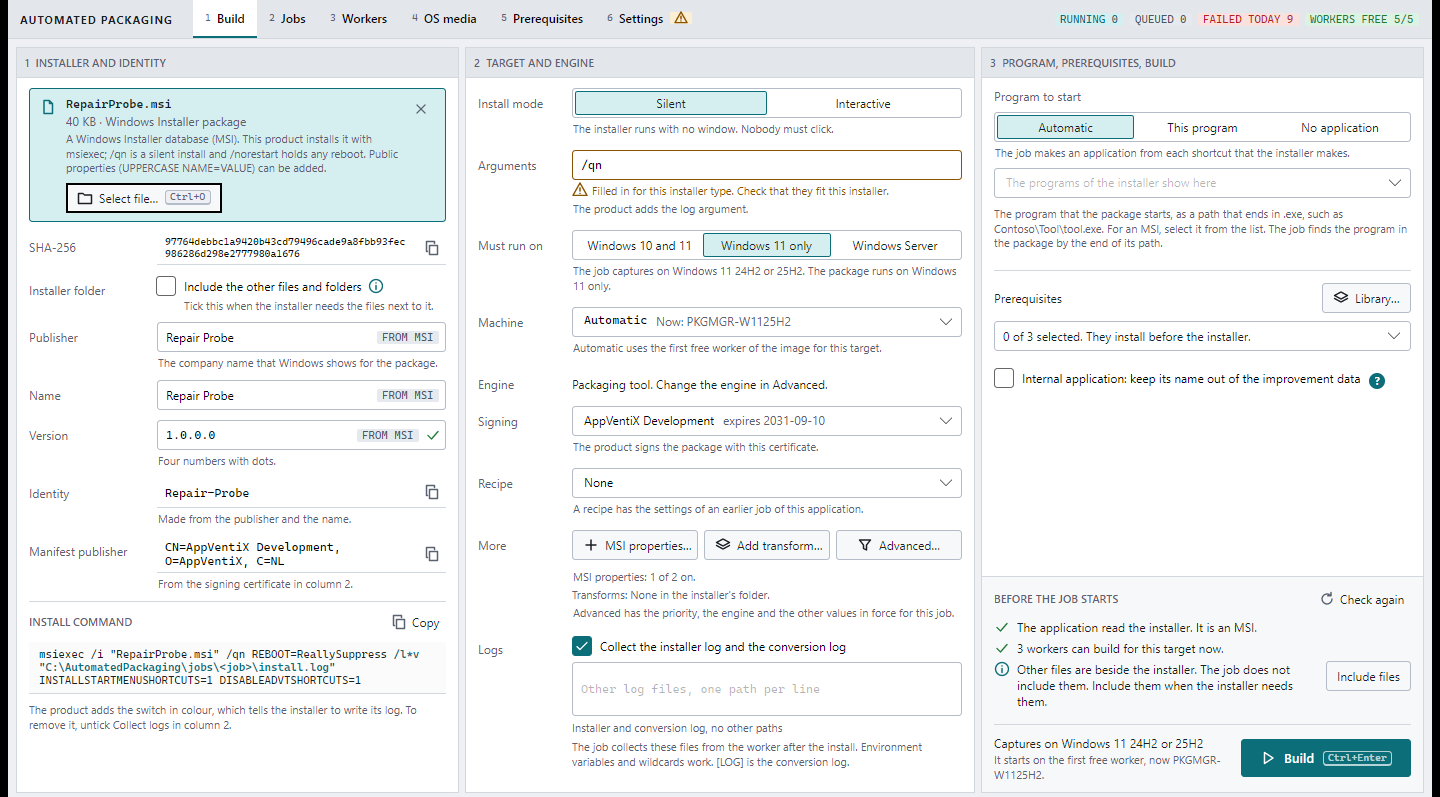 AUTOMATED PACKAGING
1 Build
2 Jobs
3 Workers
4 OS media
5 Prerequisites
6 Settings
RUNNING 0
QUEUED 0
FAILED TODAY 9
WORKERS FREE 5/5
1 INSTALLER AND IDENTITY
RepairProbe.msi
40 KB · Windows Installer package
A Windows Installer database (MSI). This product installs it with
msiexec; /qn is a silent install and /norestart holds any reboot. Public
properties (UPPERCASE NAME=VALUE) can be added.
Select file... Ctrl+O
SHA-256
97764debbc1a9420b43cd79496cade9a8fbb93fec
986286d298e2777980a1676
Installer folder
Include the other files and folders
Tick this when the installer needs the files next to it.
Publisher
Repair Probe FROM MSI
The company name that Windows shows for the package.
Name
Repair Probe FROM MSI
Version
1.0.0.0 FROM MSI
Four numbers with dots.
Identity
Repair-Probe
Made from the publisher and the name.
Manifest publisher
CN=AppVentiX Development,
O=AppVentiX, C=NL
From the signing certificate in column 2.
INSTALL COMMAND
Copy
msiexec /i "RepairProbe.msi" /qn REBOOT=ReallySuppress /l*v
"C:\AutomatedPackaging\jobs\<job>\install.log"
INSTALLSTARTMENUSHORTCUTS=1 DISABLEADVTSHORTCUTS=1
The product adds the switch in colour, which tells the installer to write its log. To
remove it, untick Collect logs in column 2.
2 TARGET AND ENGINE
Install mode
Silent
Interactive
The installer runs with no window. Nobody must click.
Arguments
/qn
Filled in for this installer type. Check that they fit this installer.
The product adds the log argument.
Must run on
Windows 10 and 11
Windows 11 only
Windows Server
The job captures on Windows 11 24H2 or 25H2. The package runs on Windows
11 only.
Machine
Automatic Now: PKGMGR-W1125H2
Automatic uses the first free worker of the image for this target.
Engine
Packaging tool. Change the engine in Advanced.
Signing
AppVentiX Development expires 2031-09-10
The product signs the package with this certificate.
Recipe
None
A recipe has the settings of an earlier job of this application.
More
MSI properties...
Add transform...
Advanced...
MSI properties: 1 of 2 on.
Transforms: None in the installer's folder.
Advanced has the priority, the engine and the other values in force for this job.
Logs
Collect the installer log and the conversion log
Other log files, one path per line
Installer and conversion log, no other paths
The job collects these files from the worker after the install. Environment
variables and wildcards work. [LOG] is the conversion log.
3 PROGRAM, PREREQUISITES, BUILD
Program to start
Automatic
This program
No application
The job makes an application from each shortcut that the installer makes.
The programs of the installer show here
The program that the package starts, as a path that ends in .exe, such as
Contoso\Tool\tool.exe. For an MSI, select it from the list. The job finds the program in
the package by the end of its path.
Prerequisites
Library...
0 of 3 selected. They install before the installer.
Internal application: keep its name out of the improvement data ?
BEFORE THE JOB STARTS
Check again
The application read the installer. It is an MSI.
3 workers can build for this target now.
Other files are beside the installer. The job does not
include them. Include them when the installer needs
them.
Include files
Captures on Windows 11 24H2 or 25H2
It starts on the first free worker, now PKGMGR-
W1125H2.
Build Ctrl+Enter